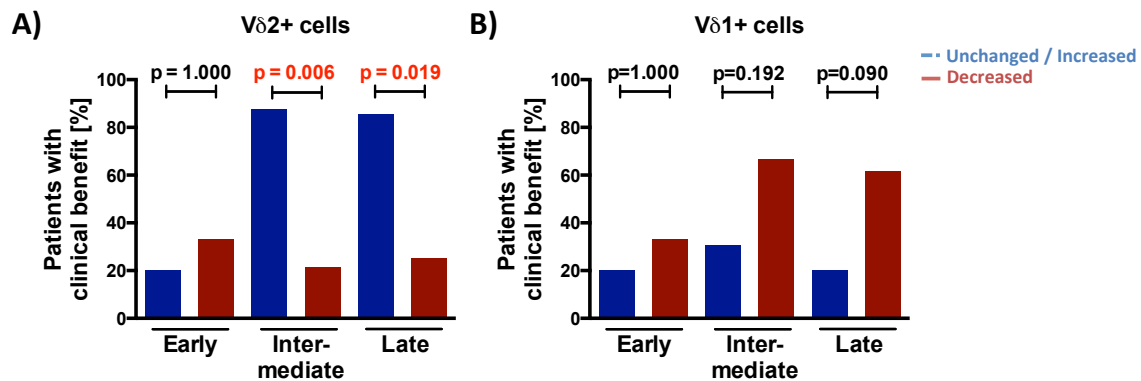 A)
Vδ2+ cells
p = 1.000
p = 0.006
p = 0.019
Patients with
clinical benefit [%]
100
80
60
40
20
0
Early
Inter-
mediate
Late
B)
Vδ1+ cells
p=1.000
p=0.192
p=0.090
Patients with
clinical benefit [%]
100
80
60
40
20
0
Early
Inter-
mediate
Late
Unchanged / Increased
Decreased